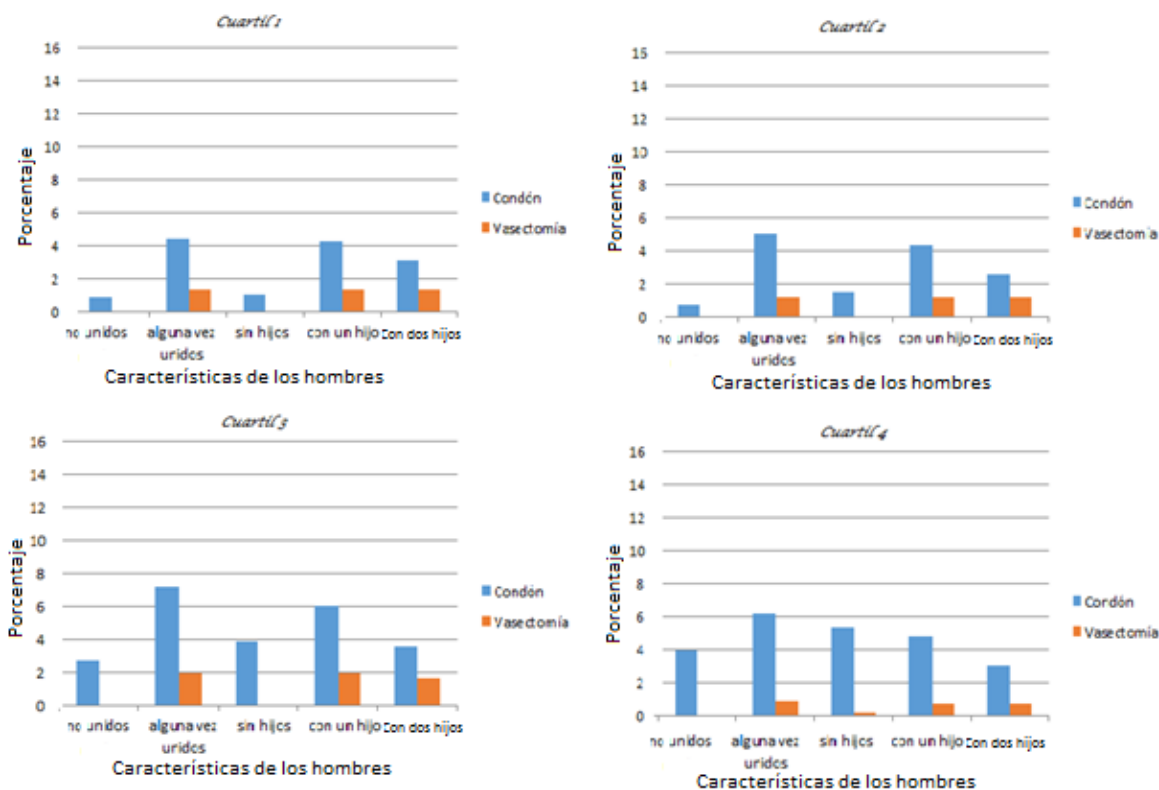 Cuartil 1
16
14
12
10
8
6
4
2
0
Porcentaje
no unidos
alguna vez
uridos
sin hijos
con un hijo
Con dos hijos
Condón
Vasectomía
Características de los hombres
Cuartil 2
16
14
12
10
8
6
4
2
0
Porcentaje
no unidos
alguna vez
uridos
sin hijos
con un hijo
Con dos hijos
Condón
Vasectomía
Características de los hombres
Cuartil 3
16
14
12
10
8
6
4
2
0
Porcentaje
no unidos
alguna vez
uridos
sin hijos
con un hijo
Con dos hijos
Condón
Vasectomía
Características de los hombres
Cuartil 4
16
14
12
10
8
6
4
2
0
Porcentaje
no unidos
alguna vez
uridos
sin hijos
con un hijo
Con dos hijos
Condón
Vasectomía
Características de los hombres